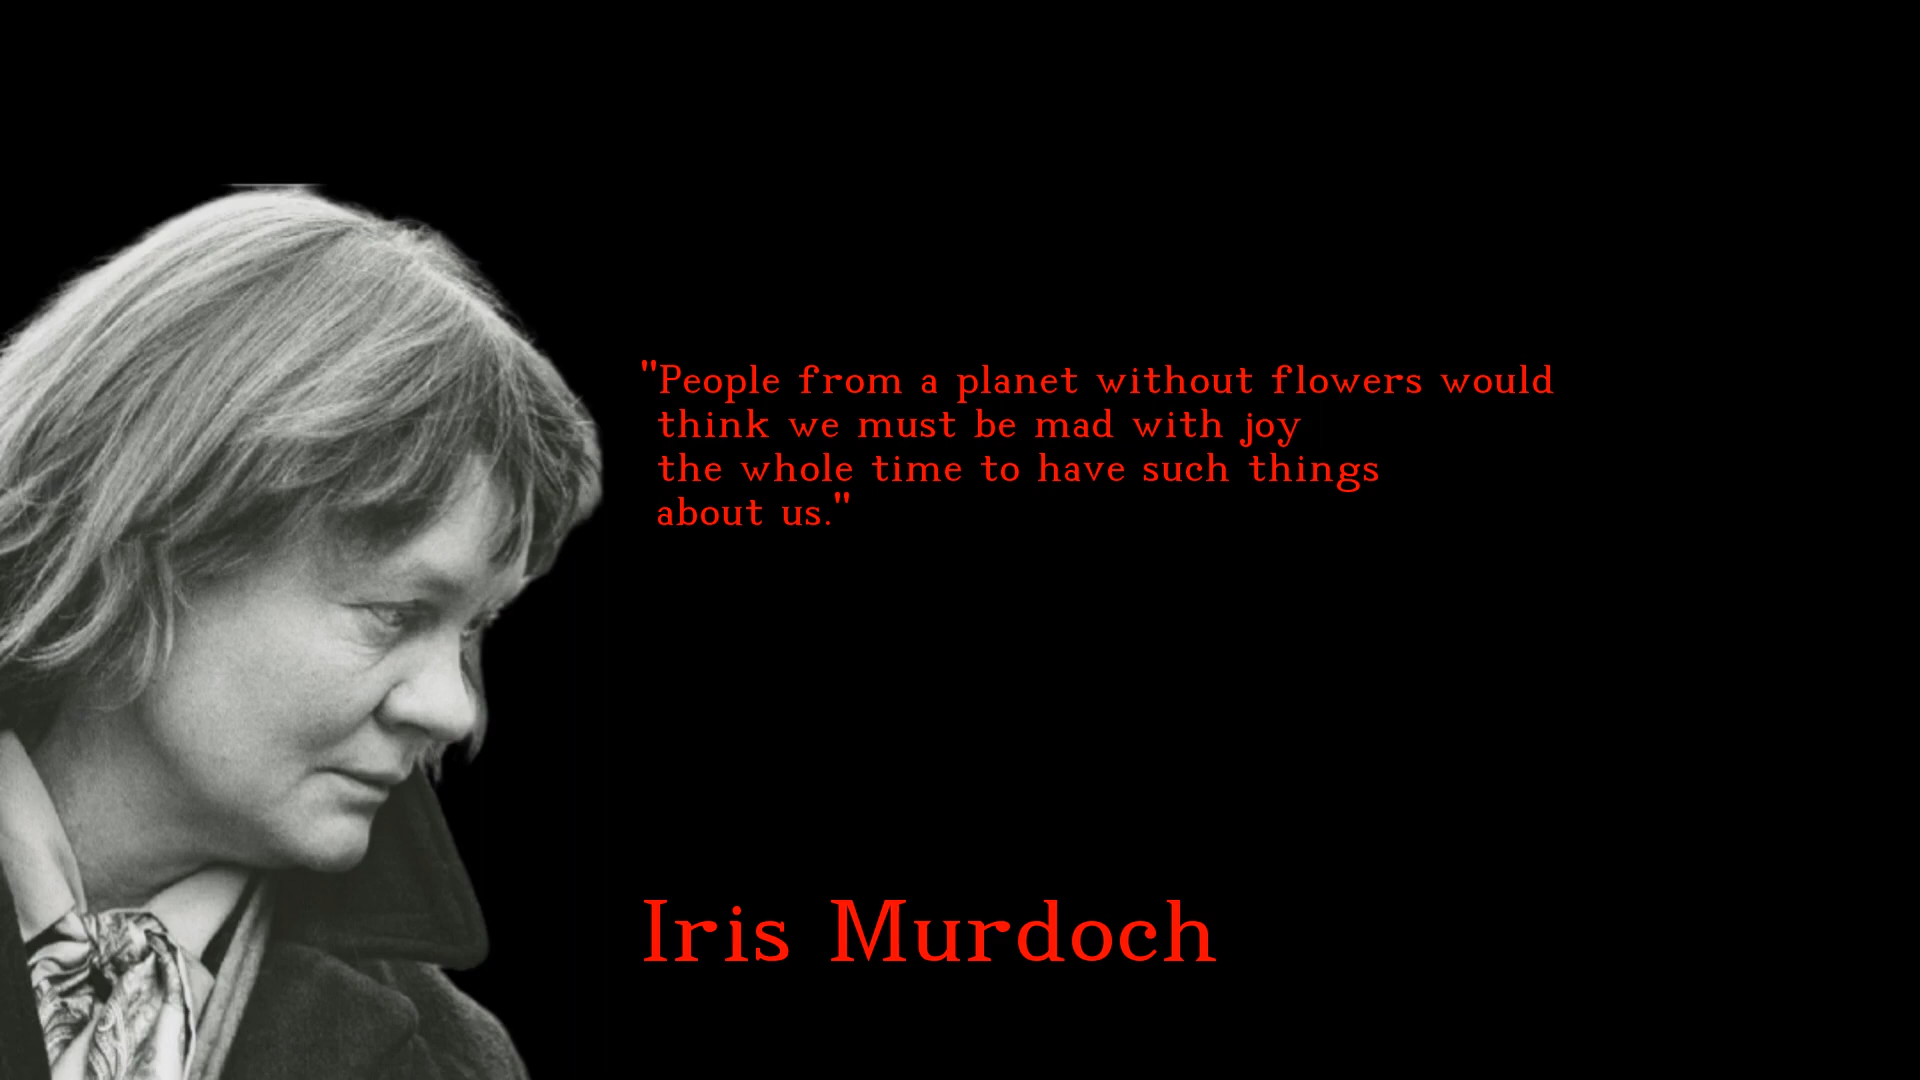 "People from a planet without flowers would
think we must be mad with joy
the whole time to have such things
about us."
Iris Murdoch